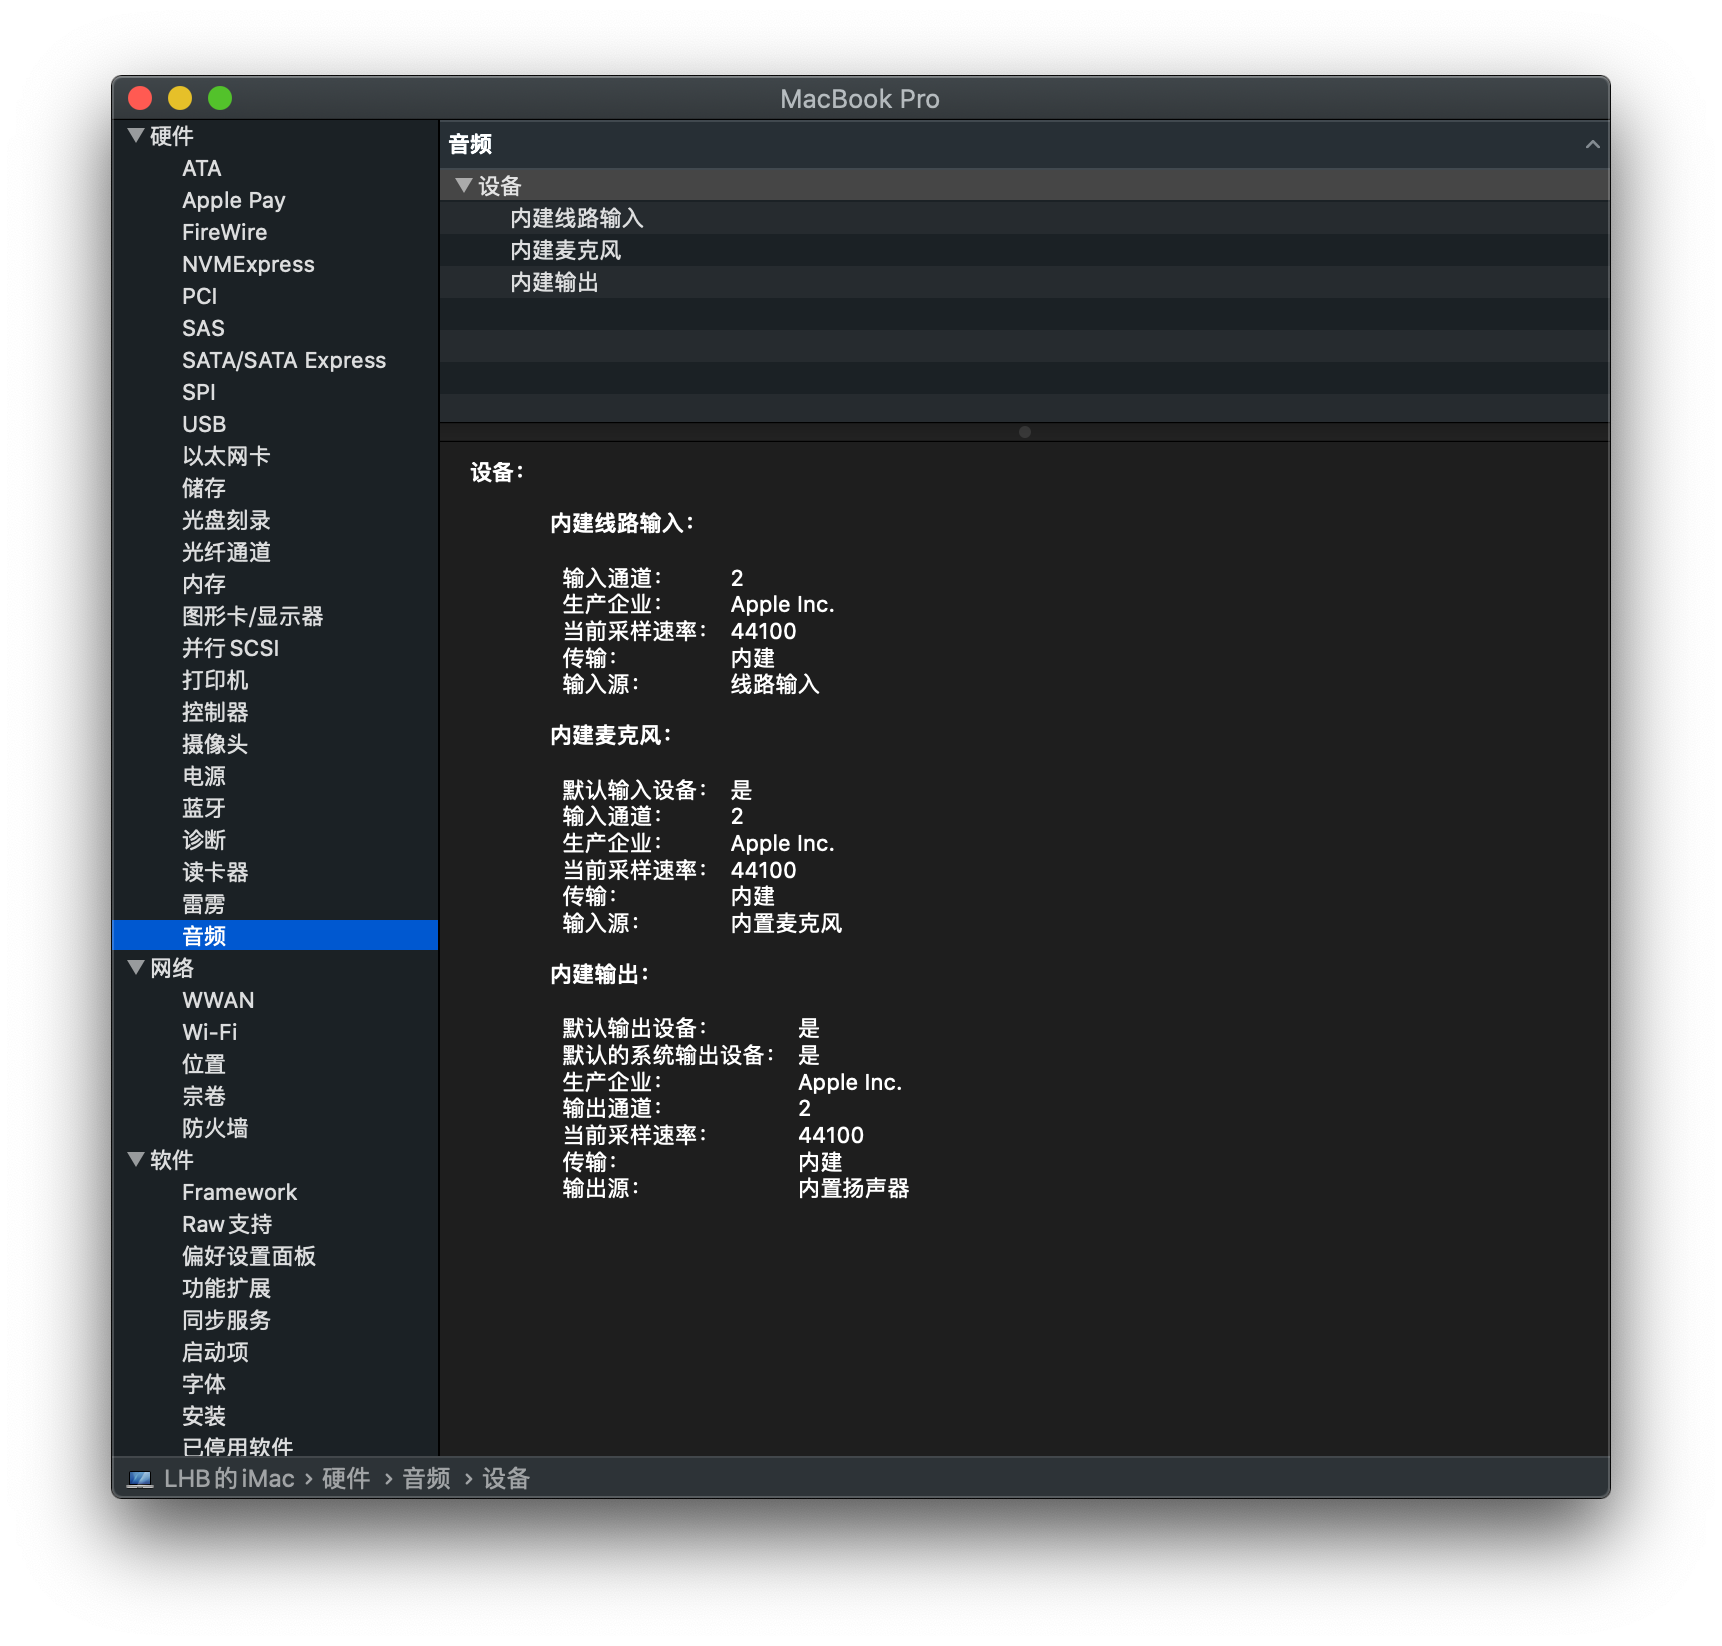 MacBook Pro
硬件
ATA
Apple Pay
FireWire
NVMExpress
PCI
SAS
SATA/SATA Express
SPI
USB
以太网卡
储存
光盘刻录
光纤通道
内存
图形卡/显示器
并行 SCSI
打印机
控制器
摄像头
电源
蓝牙
诊断
读卡器
雷雳
音频
网络
WWAN
Wi-Fi
位置
宗卷
防火墙
软件
Framework
Raw 支持
偏好设置面板
功能扩展
同步服务
启动项
字体
安装
已停用软件
音频
设备
内建线路输入
内建麦克风
内建输出
设备：
内建线路输入：
输入通道： 2
生产企业： Apple Inc.
当前采样速率： 44100
传输： 内建
输入源： 线路输入
内建麦克风：
默认输入设备： 是
输入通道： 2
生产企业： Apple Inc.
当前采样速率： 44100
传输： 内建
输入源： 内置麦克风
内建输出：
默认输出设备： 是
默认的系统输出设备： 是
生产企业： Apple Inc.
输出通道： 2
当前采样速率： 44100
传输： 内建
输出源： 内置扬声器
LHB的iMac › 硬件 › 音频 › 设备